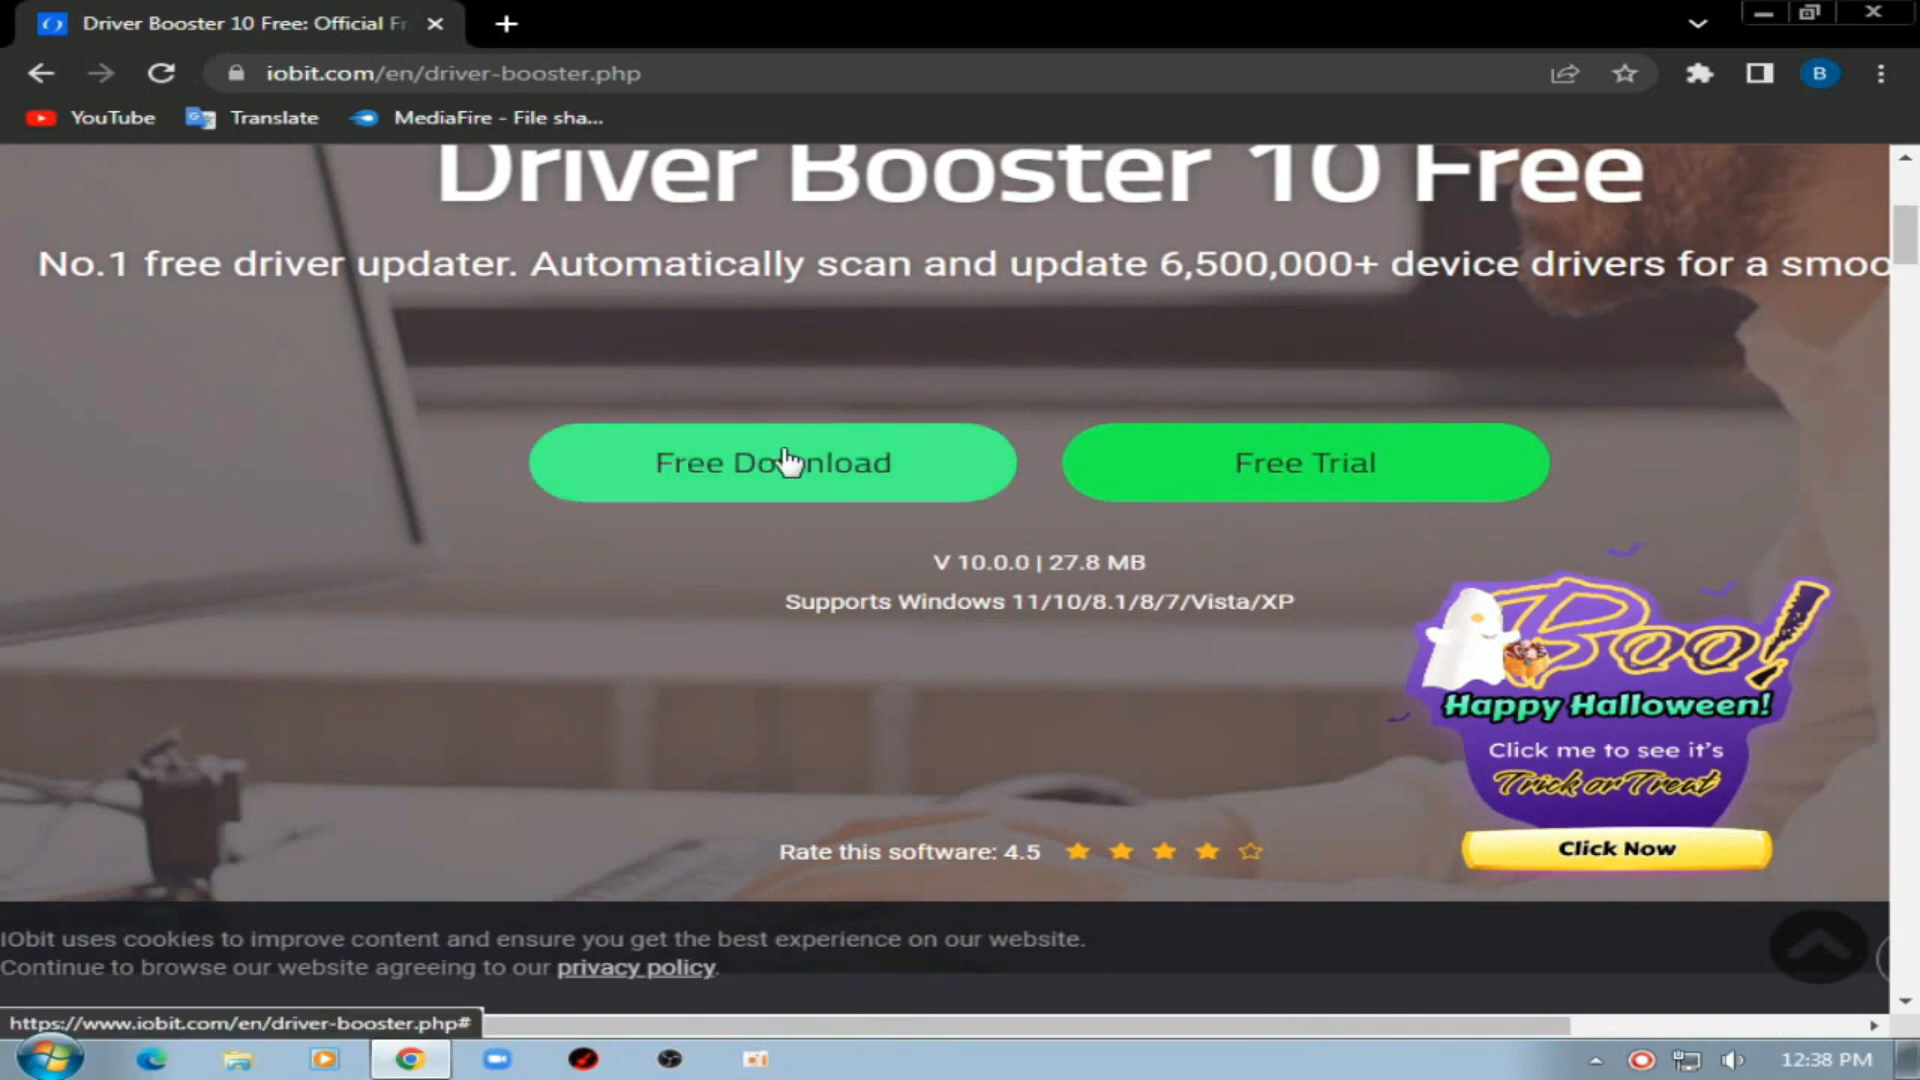 Driver Booster 10 Free: Official Fr
iobit.com/en/driver-booster.php
B
YouTube
Translate
MediaFire - File sha...
Driver Booster 10 Free
No.1 free driver updater. Automatically scan and update 6,500,000+ device drivers for a smoo
Free Download
Free Trial
V 10.0.0 | 27.8 MB
Supports Windows 11/10/8.1/8/7/Vista/XP
Boo!
Happy Halloween!
Click me to see it's
Trick or Treat
Click Now
Rate this software: 4.5
IObit uses cookies to improve content and ensure you get the best experience on our website.
Continue to browse our website agreeing to our privacy policy.
https://www.iobit.com/en/driver-booster.php#
12:38 PM